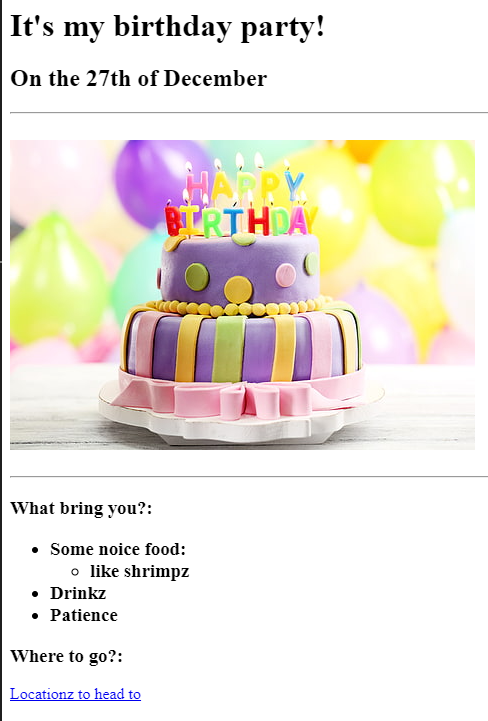 It's my birthday party!
On the 27th of December
HAPPY
BIRTHDAY
What bring you?:
Some noice food:
like shrimpz
Drinkz
Patience
Where to go?:
Locationz to head to